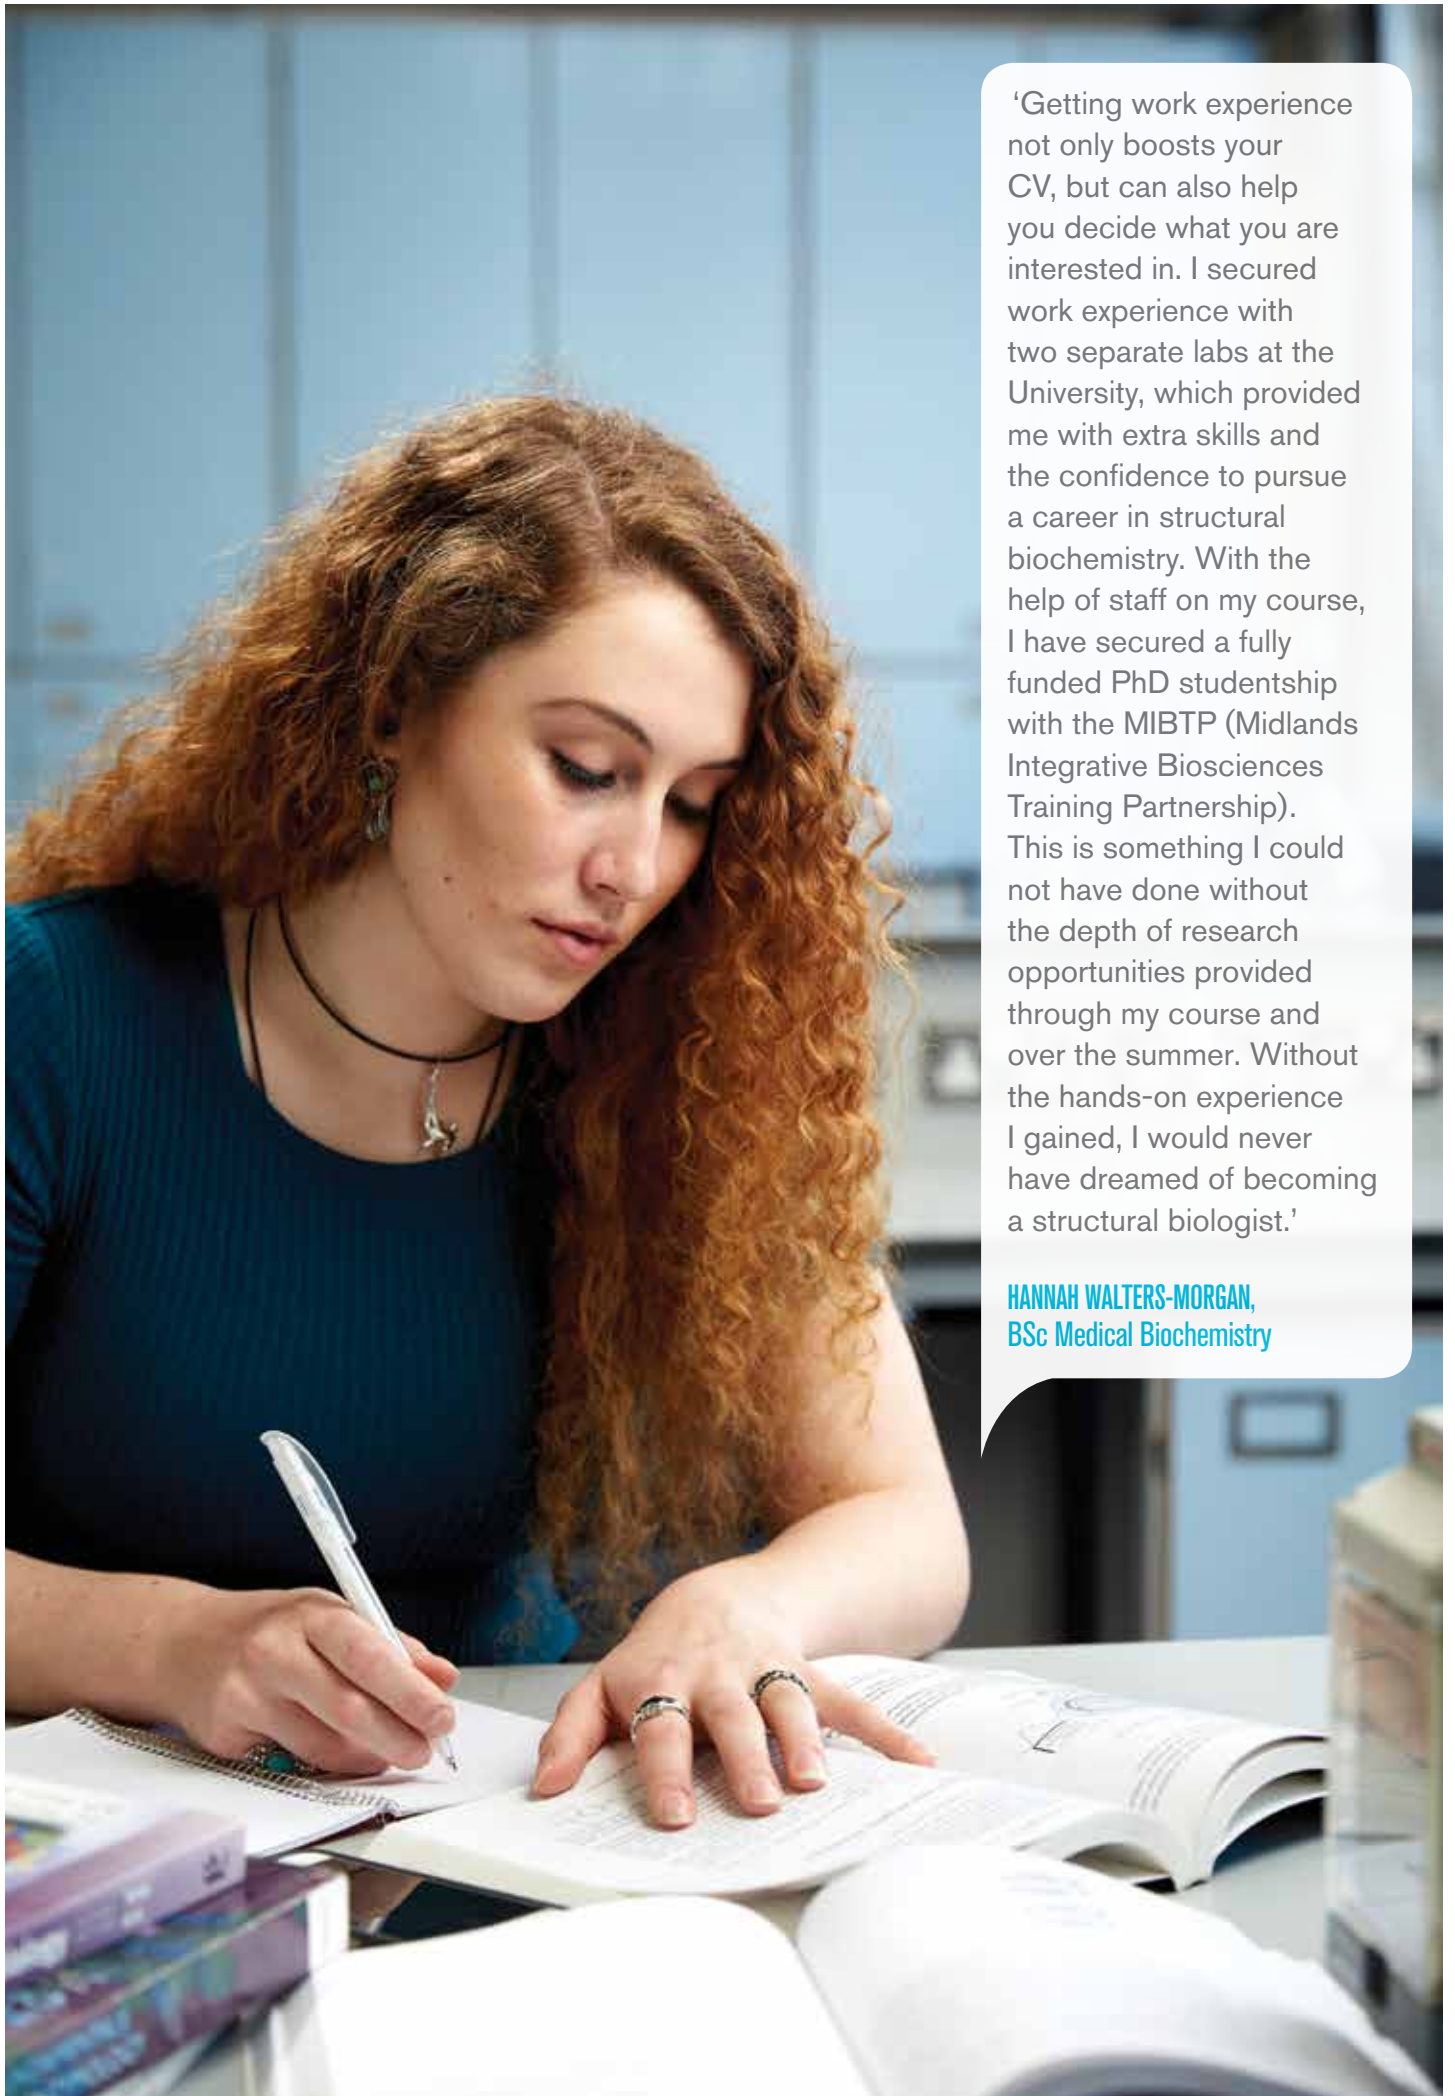 ‘Getting work experience
not only boosts your
CV, but can also help
you decide what you are
interested in. I secured
work experience with
two separate labs at the
University, which provided
me with extra skills and
the confidence to pursue
a career in structural
biochemistry. With the
help of staff on my course,
I have secured a fully
funded PhD studentship
with the MIBTP (Midlands
Integrative Biosciences
Training Partnership).
This is something I could
not have done without
the depth of research
opportunities provided
through my course and
over the summer. Without
the hands-on experience
I gained, I would never
have dreamed of becoming
a structural biologist.’
HANNAH WALTERS-MORGAN,
BSc Medical Biochemistry